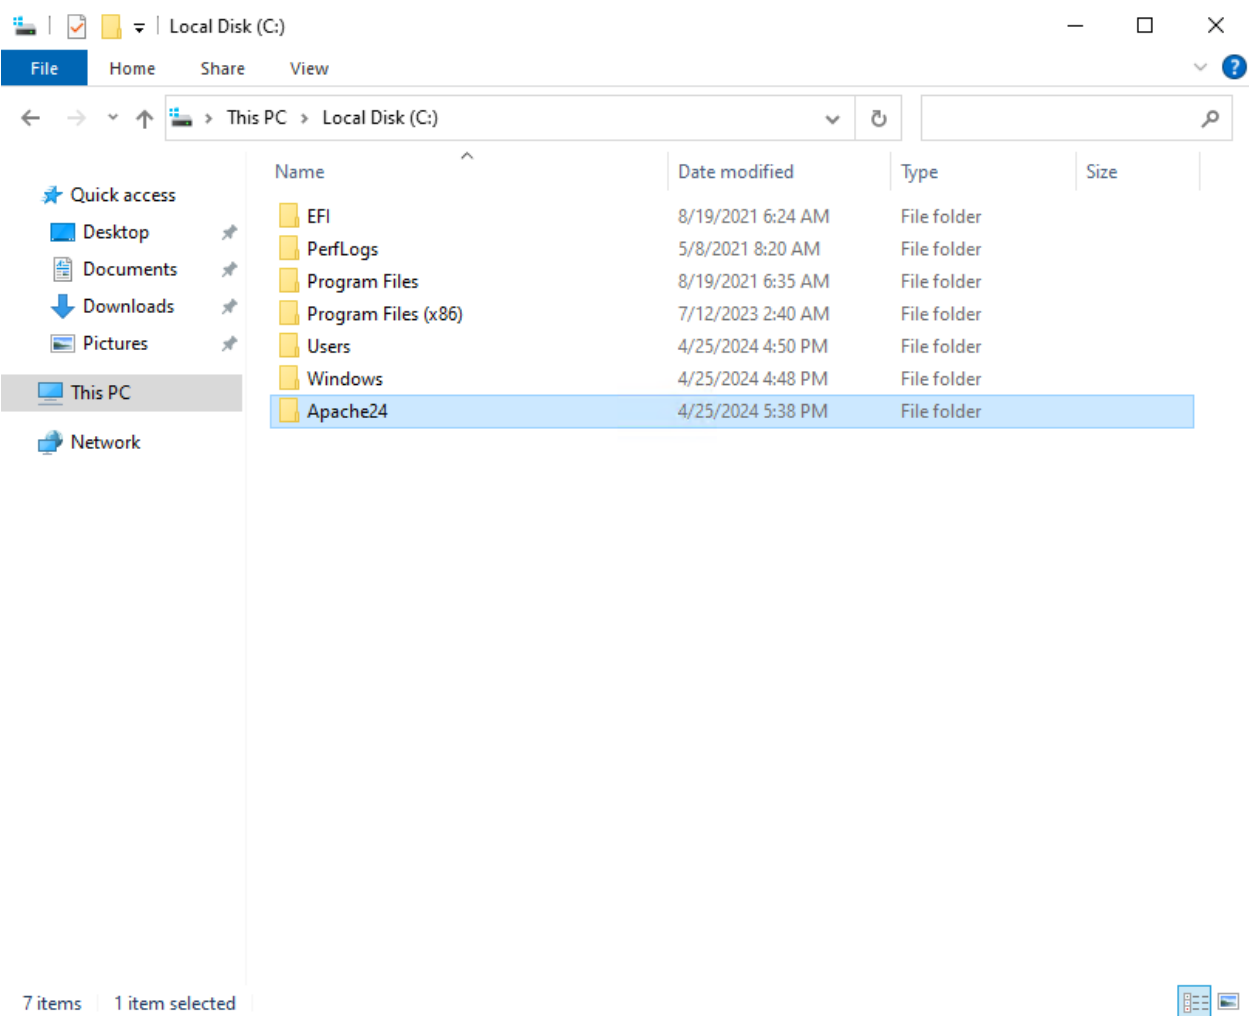 Local Disk (C:)
File Home Share View
This PC Local Disk (C:)
Name Date modified Type Size
Quick access
Desktop
Documents
Downloads
Pictures
This PC
Network
EFI 8/19/2021 6:24 AM File folder
PerfLogs 5/8/2021 8:20 AM File folder
Program Files 8/19/2021 6:35 AM File folder
Program Files (x86) 7/12/2023 2:40 AM File folder
Users 4/25/2024 4:50 PM File folder
Windows 4/25/2024 4:48 PM File folder
Apache24 4/25/2024 5:38 PM File folder
7 items 1 item selected